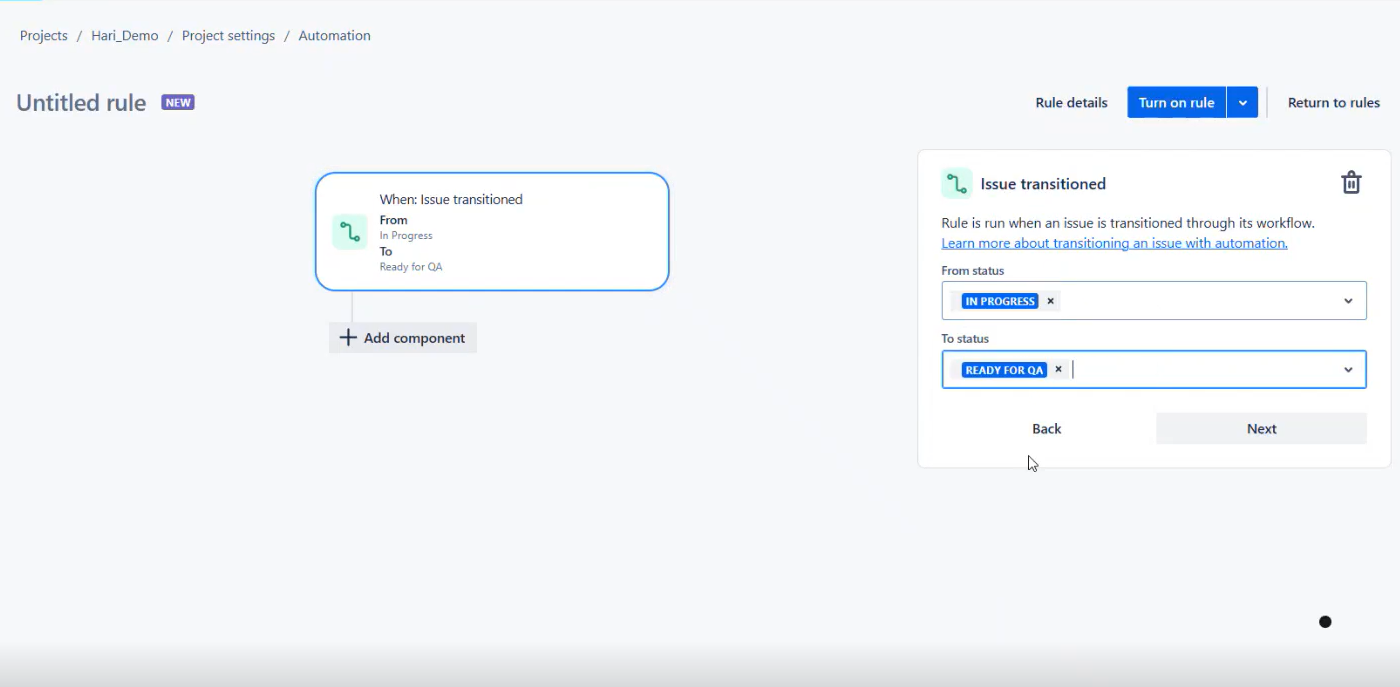 Projects / Hari_Demo / Project settings / Automation
Untitled rule NEW
Rule details Turn on rule Return to rules
When: Issue transitioned
From
In Progress
To
Ready for QA
Add component
Issue transitioned
Rule is run when an issue is transitioned through its workflow.
Learn more about transitioning an issue with automation.
From status
IN PROGRESS ×
To status
READY FOR QA ×
Back Next